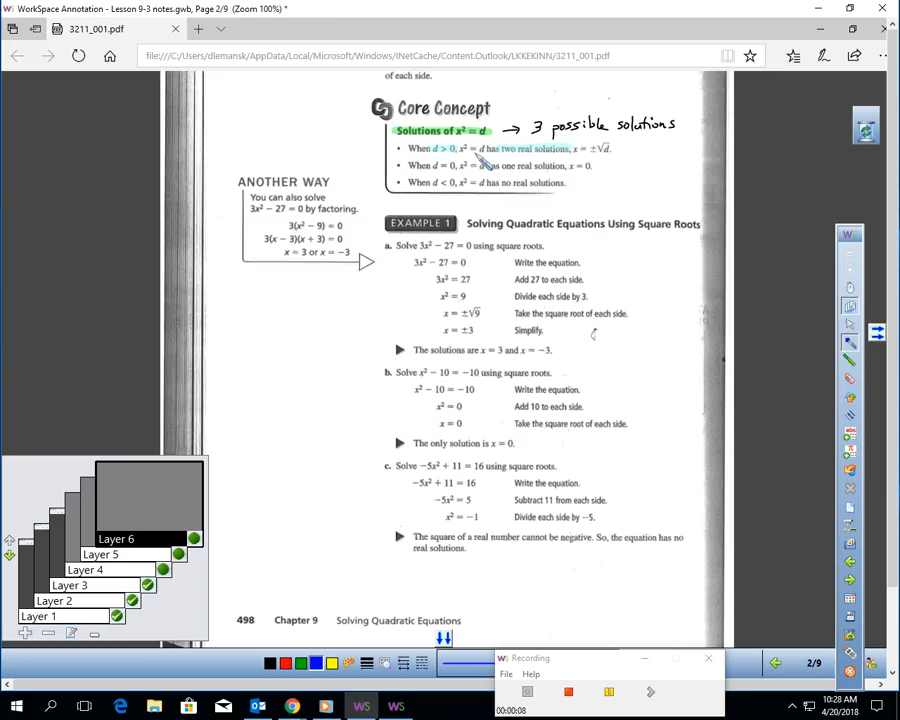 WorkSpace Annotation - Lesson 9-3 notes.gwb, Page 2/9 (Zoom 100%) *
3211_001.pdf
file:///C:/Users/dlemansk/AppData/Local/Microsoft/Windows/INetCache/Content.Outlook/LKKEKINN/3211_001.pdf
of each side.
Core Concept
Solutions of x² = d → 3 possible solutions
• When d > 0, x² = d has two real solutions, x = ±√d.
• When d = 0, x² = d has one real solution, x = 0.
• When d < 0, x² = d has no real solutions.
ANOTHER WAY
You can also solve
3x² − 27 = 0 by factoring.
3(x² − 9) = 0
3(x − 3)(x + 3) = 0
x = 3 or x = −3
EXAMPLE 1 Solving Quadratic Equations Using Square Roots
a. Solve 3x² − 27 = 0 using square roots.
3x² − 27 = 0 Write the equation.
3x² = 27 Add 27 to each side.
x² = 9 Divide each side by 3.
x = ±√9 Take the square root of each side.
x = ±3 Simplify.
The solutions are x = 3 and x = −3.
b. Solve x² − 10 = −10 using square roots.
x² − 10 = −10 Write the equation.
x² = 0 Add 10 to each side.
x = 0 Take the square root of each side.
The only solution is x = 0.
c. Solve −5x² + 11 = 16 using square roots.
−5x² + 11 = 16 Write the equation.
−5x² = 5 Subtract 11 from each side.
x² = −1 Divide each side by −5.
The square of a real number cannot be negative. So, the equation has no
real solutions.
498 Chapter 9 Solving Quadratic Equations
Layer 6
Layer 5
Layer 4
Layer 3
Layer 2
Layer 1
2/9
Recording
File Help
00:00:08
10:28 AM
4/20/2018